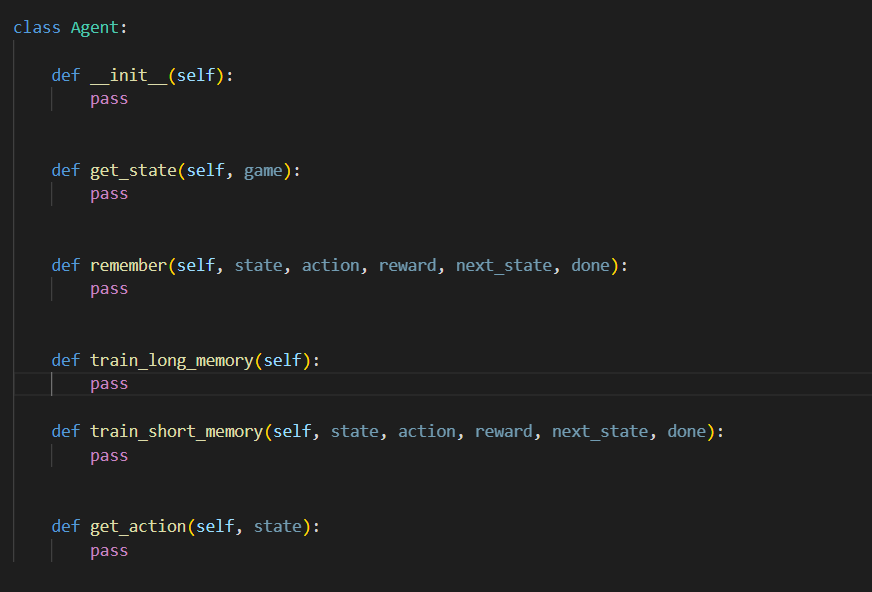 class Agent:
def __init__(self):
pass
def get_state(self, game):
pass
def remember(self, state, action, reward, next_state, done):
pass
def train_long_memory(self):
pass
def train_short_memory(self, state, action, reward, next_state, done):
pass
def get_action(self, state):
pass